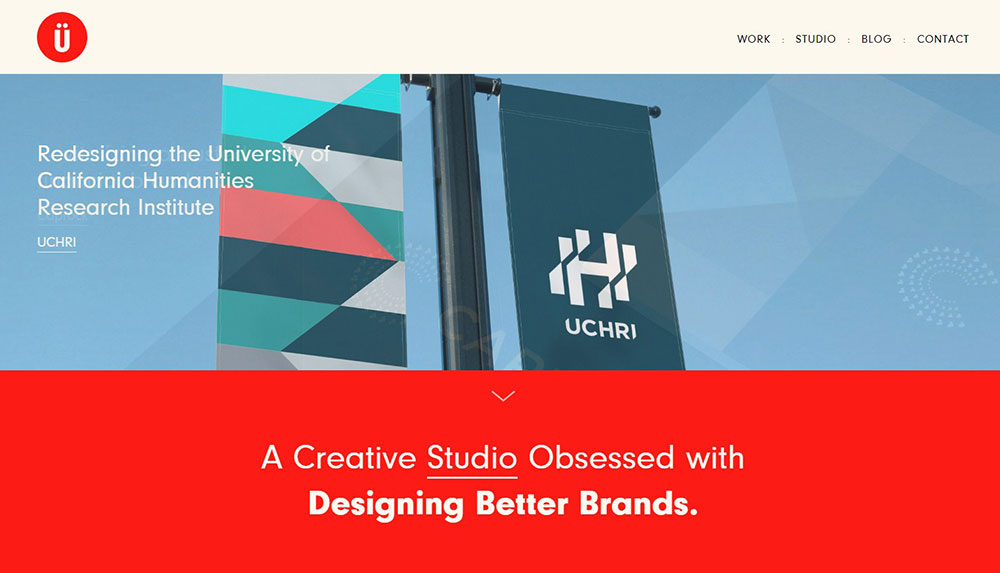 Ü
WORK : STUDIO : BLOG : CONTACT
Redesigning the University of
California Humanities
Research Institute
UCHRI
UCHRI
A Creative Studio Obsessed with
Designing Better Brands.